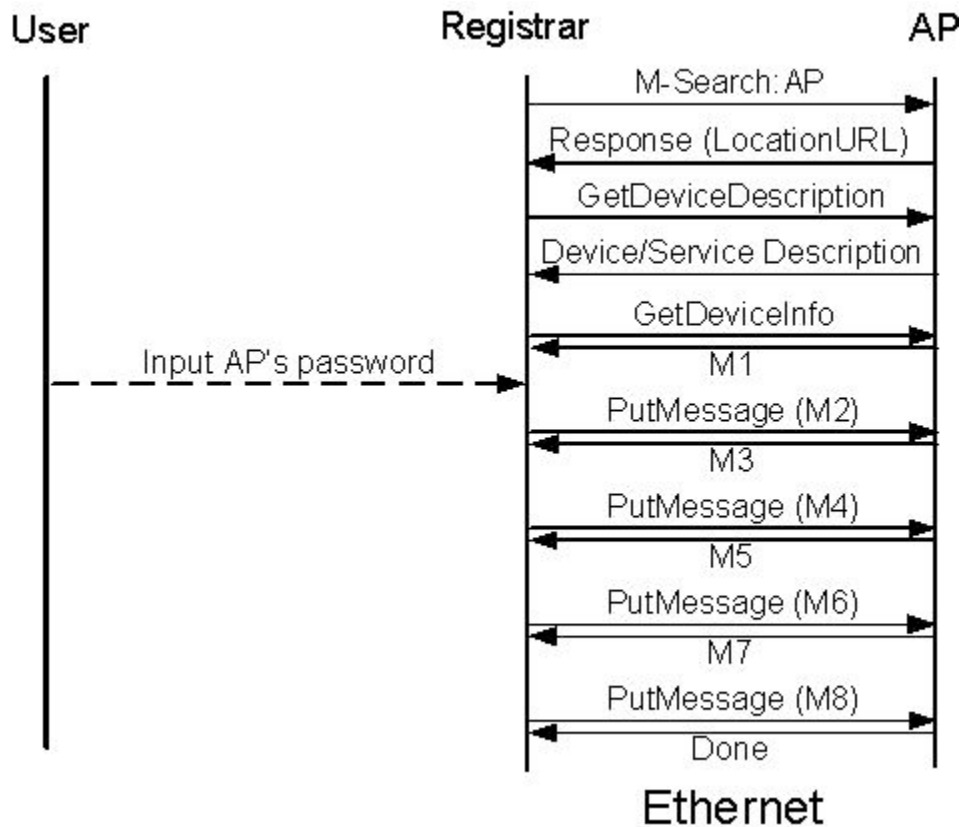 User
Registrar
AP
M-Search: AP
Response (LocationURL)
GetDeviceDescription
Device/Service Description
GetDeviceInfo
M1
Input AP's password
PutMessage (M2)
M3
PutMessage (M4)
M5
PutMessage (M6)
M7
PutMessage (M8)
Done
Ethernet